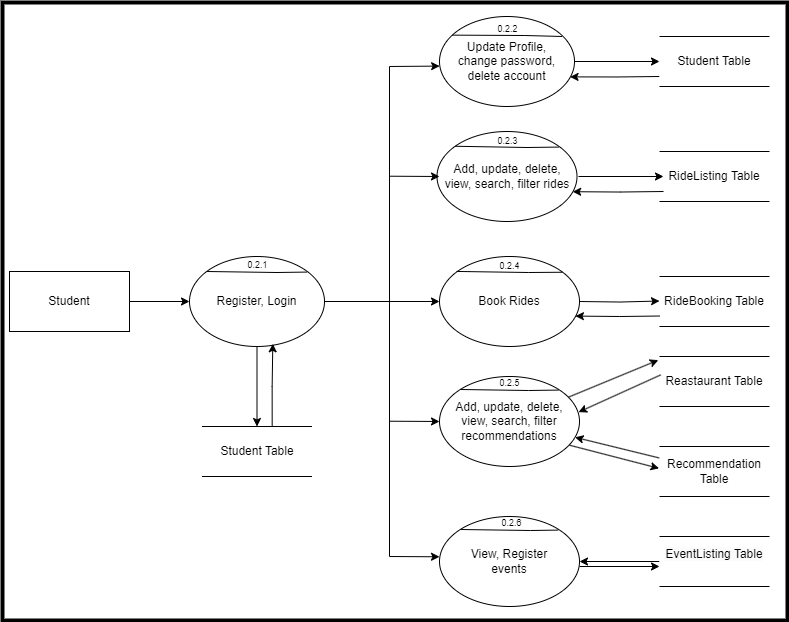 0.2.2
Update Profile,
change password,
delete account
Student Table
0.2.3
Add, update, delete,
view, search, filter rides
RideListing Table
Student
0.2.1
Register, Login
Student Table
0.2.4
Book Rides
RideBooking Table
0.2.5
Add, update, delete,
view, search, filter
recommendations
Reastaurant Table
Recommendation
Table
0.2.6
View, Register
events
EventListing Table